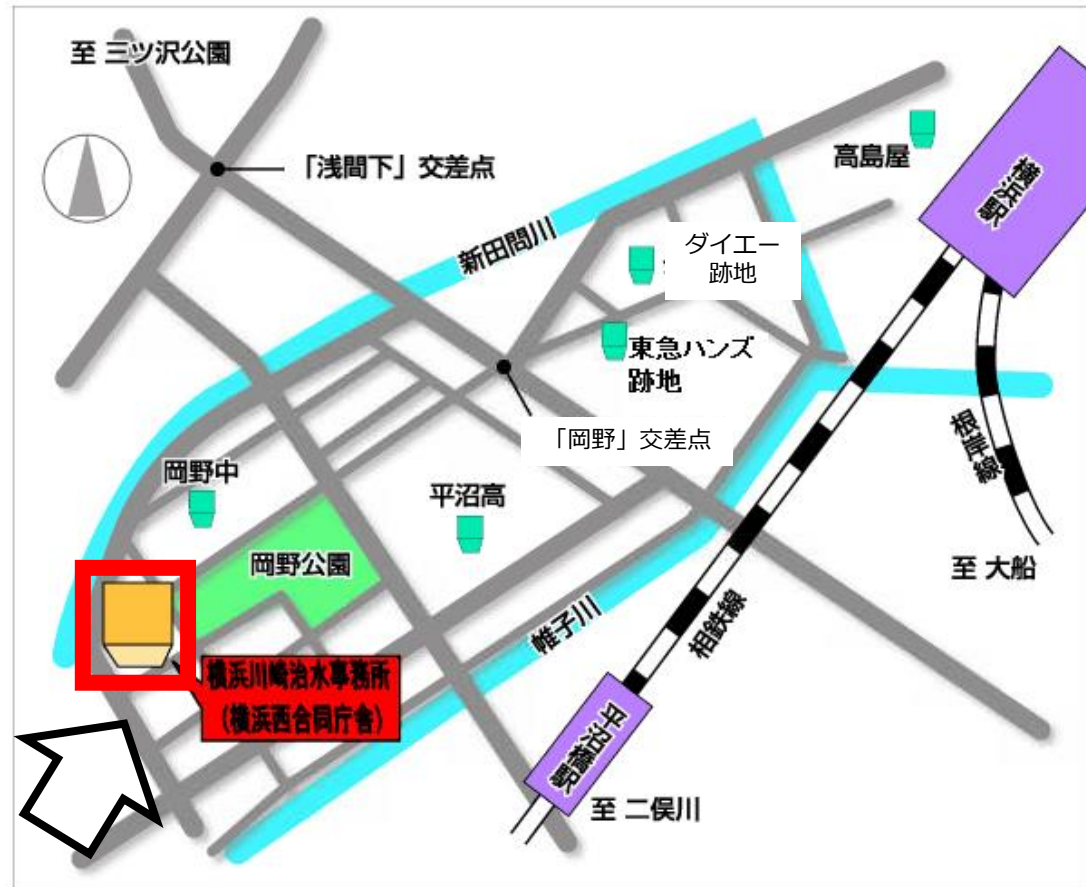 至 三ツ沢公園
「浅間下」交差点
高島屋
横浜駅
新田間川
ダイエー
跡地
東急ハンズ
跡地
「岡野」交差点
根岸線
岡野中
平沼高
岡野公園
至 大船
帷子川
相鉄線
横浜川崎治水事務所
(横浜西合同庁舎)
平沼橋駅
至 二俣川